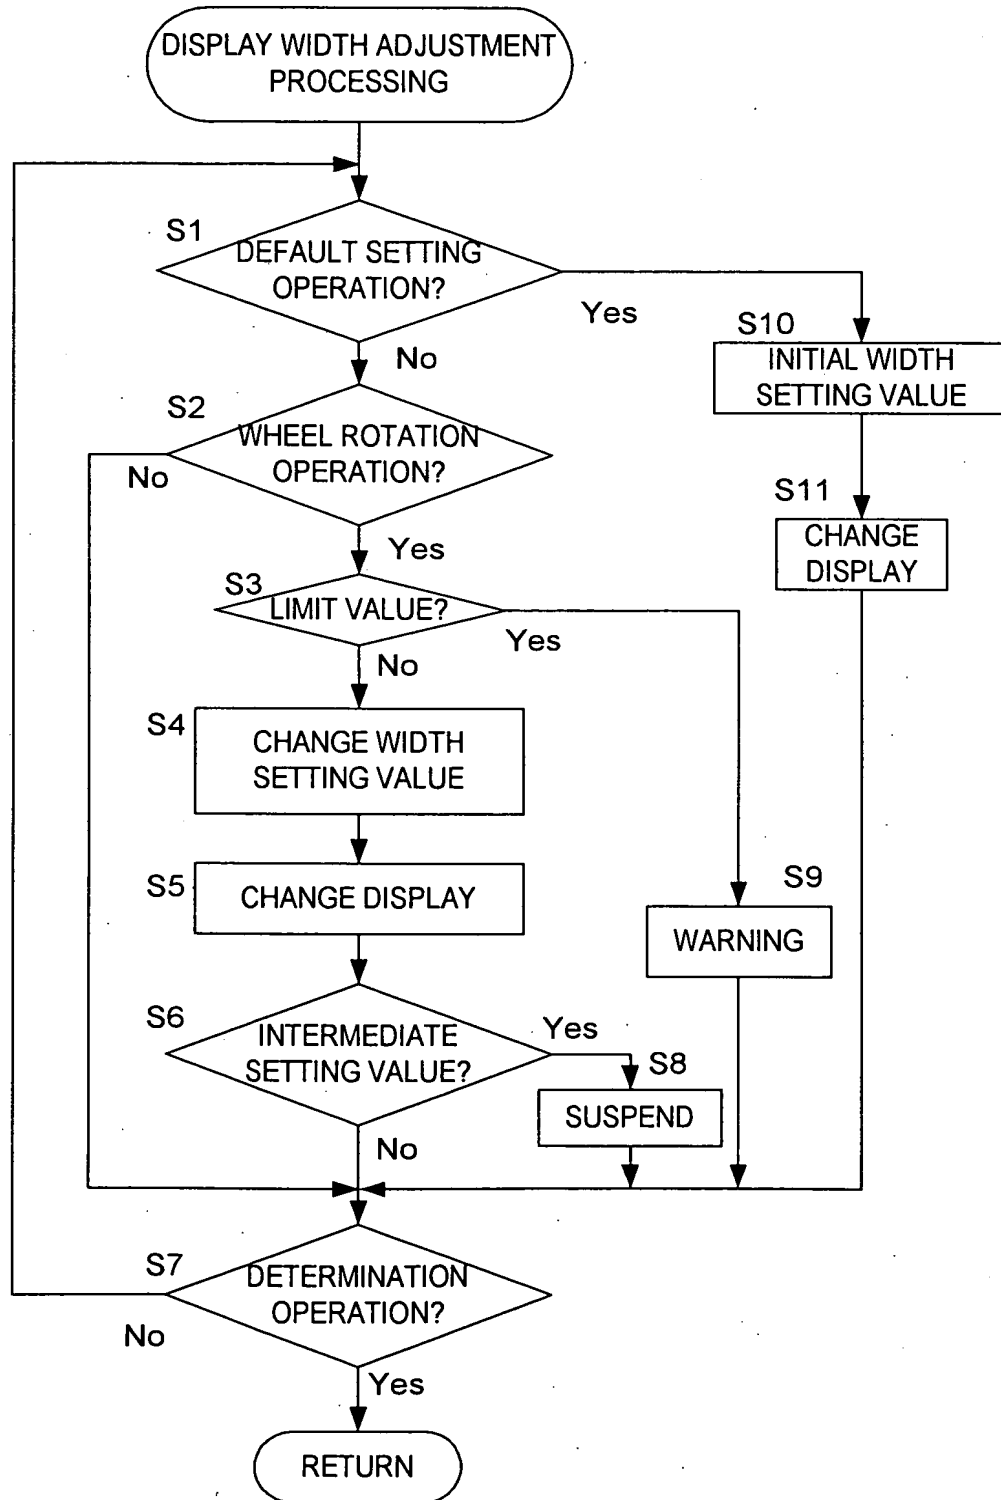 DISPLAY WIDTH ADJUSTMENT
PROCESSING
S1
DEFAULT SETTING
OPERATION?
Yes
No
S10
INITIAL WIDTH
SETTING VALUE
S2
WHEEL ROTATION
OPERATION?
No
Yes
S11
CHANGE
DISPLAY
S3
LIMIT VALUE?
Yes
No
S4
CHANGE WIDTH
SETTING VALUE
S5
CHANGE DISPLAY
S9
WARNING
S6
INTERMEDIATE
SETTING VALUE?
Yes
No
S8
SUSPEND
S7
DETERMINATION
OPERATION?
No
Yes
RETURN